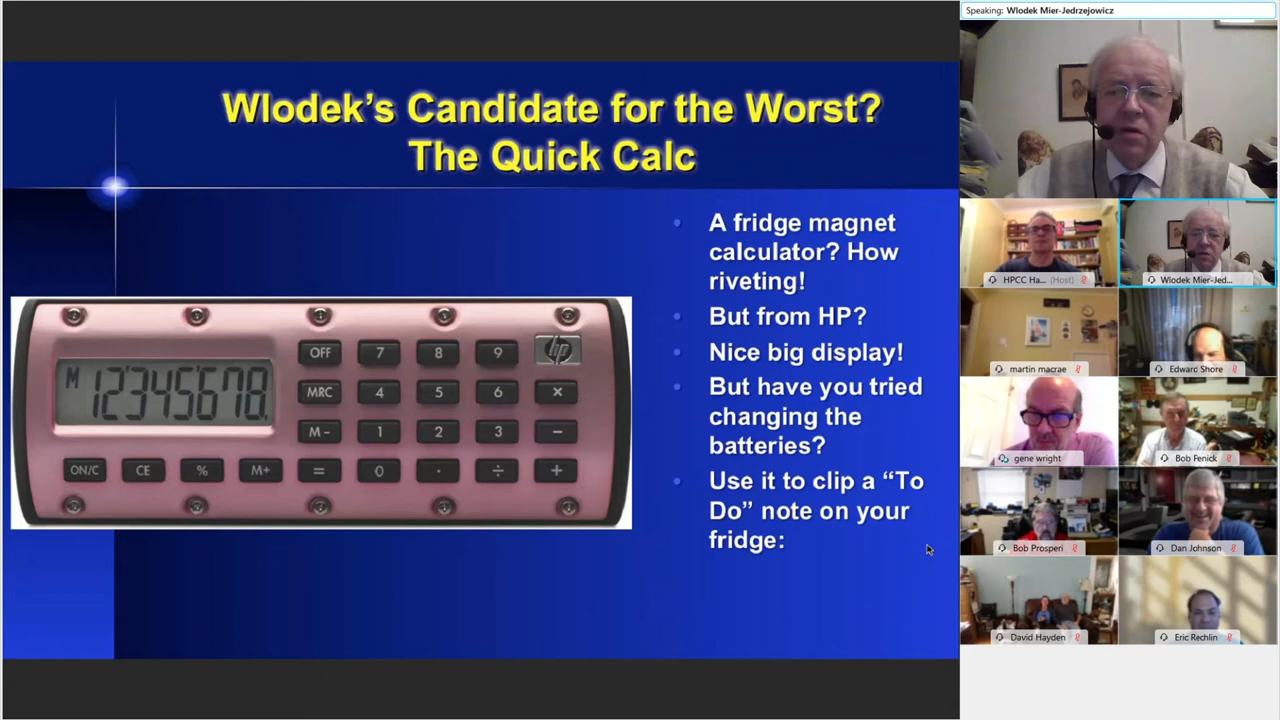 Speaking: Wlodek Mier-Jedrzejowicz
Wlodek's Candidate for the Worst?
The Quick Calc
• A fridge magnet
calculator? How
riveting!
• But from HP?
• Nice big display!
• But have you tried
changing the
batteries?
• Use it to clip a “To
Do” note on your
fridge:
M 12'345'678.
OFF 7 8 9 hp
MRC 4 5 6 ×
M- 1 2 3 −
ON/C CE % M+ = 0 · ÷ +
HPCC Ha... (Host)
Wlodek Mier-Jed...
martin macrae
Edward Shore
gene wright
Bob Fenick
Bob Prosperi
Dan Johnson
David Hayden
Eric Rechlin